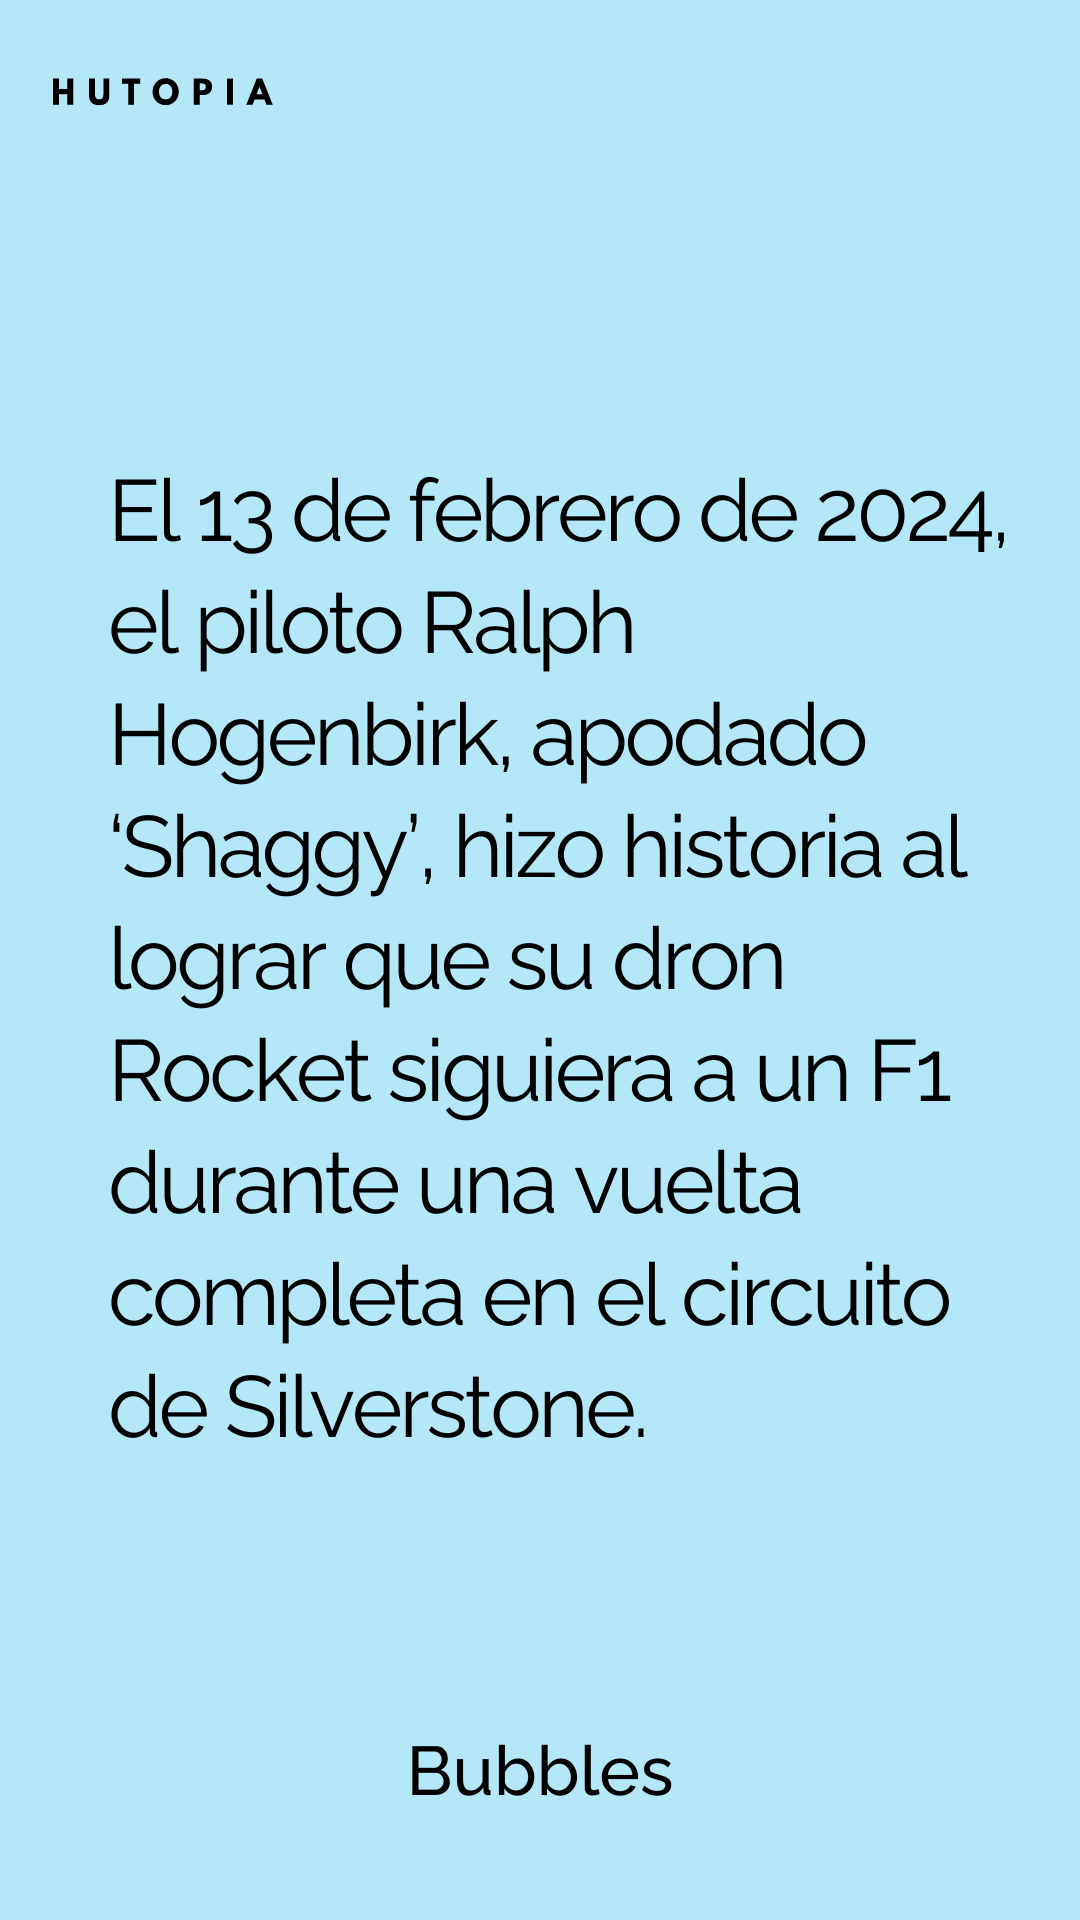 HUTOPIA
El 13 de febrero de 2024,
el piloto Ralph
Hogenbirk, apodado
‘Shaggy’, hizo historia al
lograr que su dron
Rocket siguiera a un F1
durante una vuelta
completa en el circuito
de Silverstone.
Bubbles